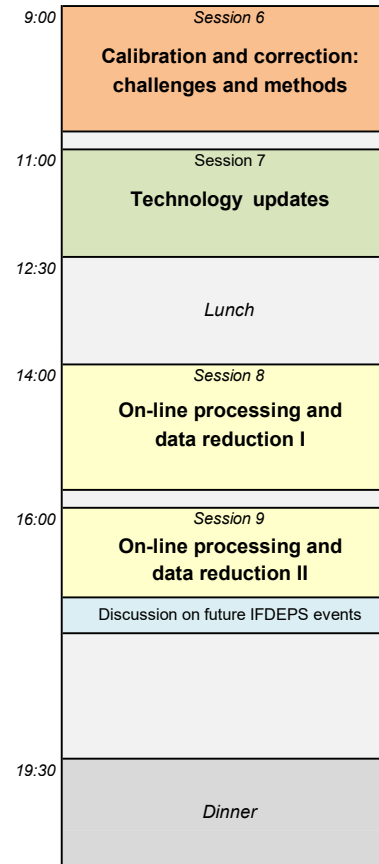 9:00
Session 6
Calibration and correction:
challenges and methods
11:00
Session 7
Technology updates
12:30
Lunch
14:00
Session 8
On-line processing and
data reduction I
16:00
Session 9
On-line processing and
data reduction II
Discussion on future IFDEPS events
19:30
Dinner